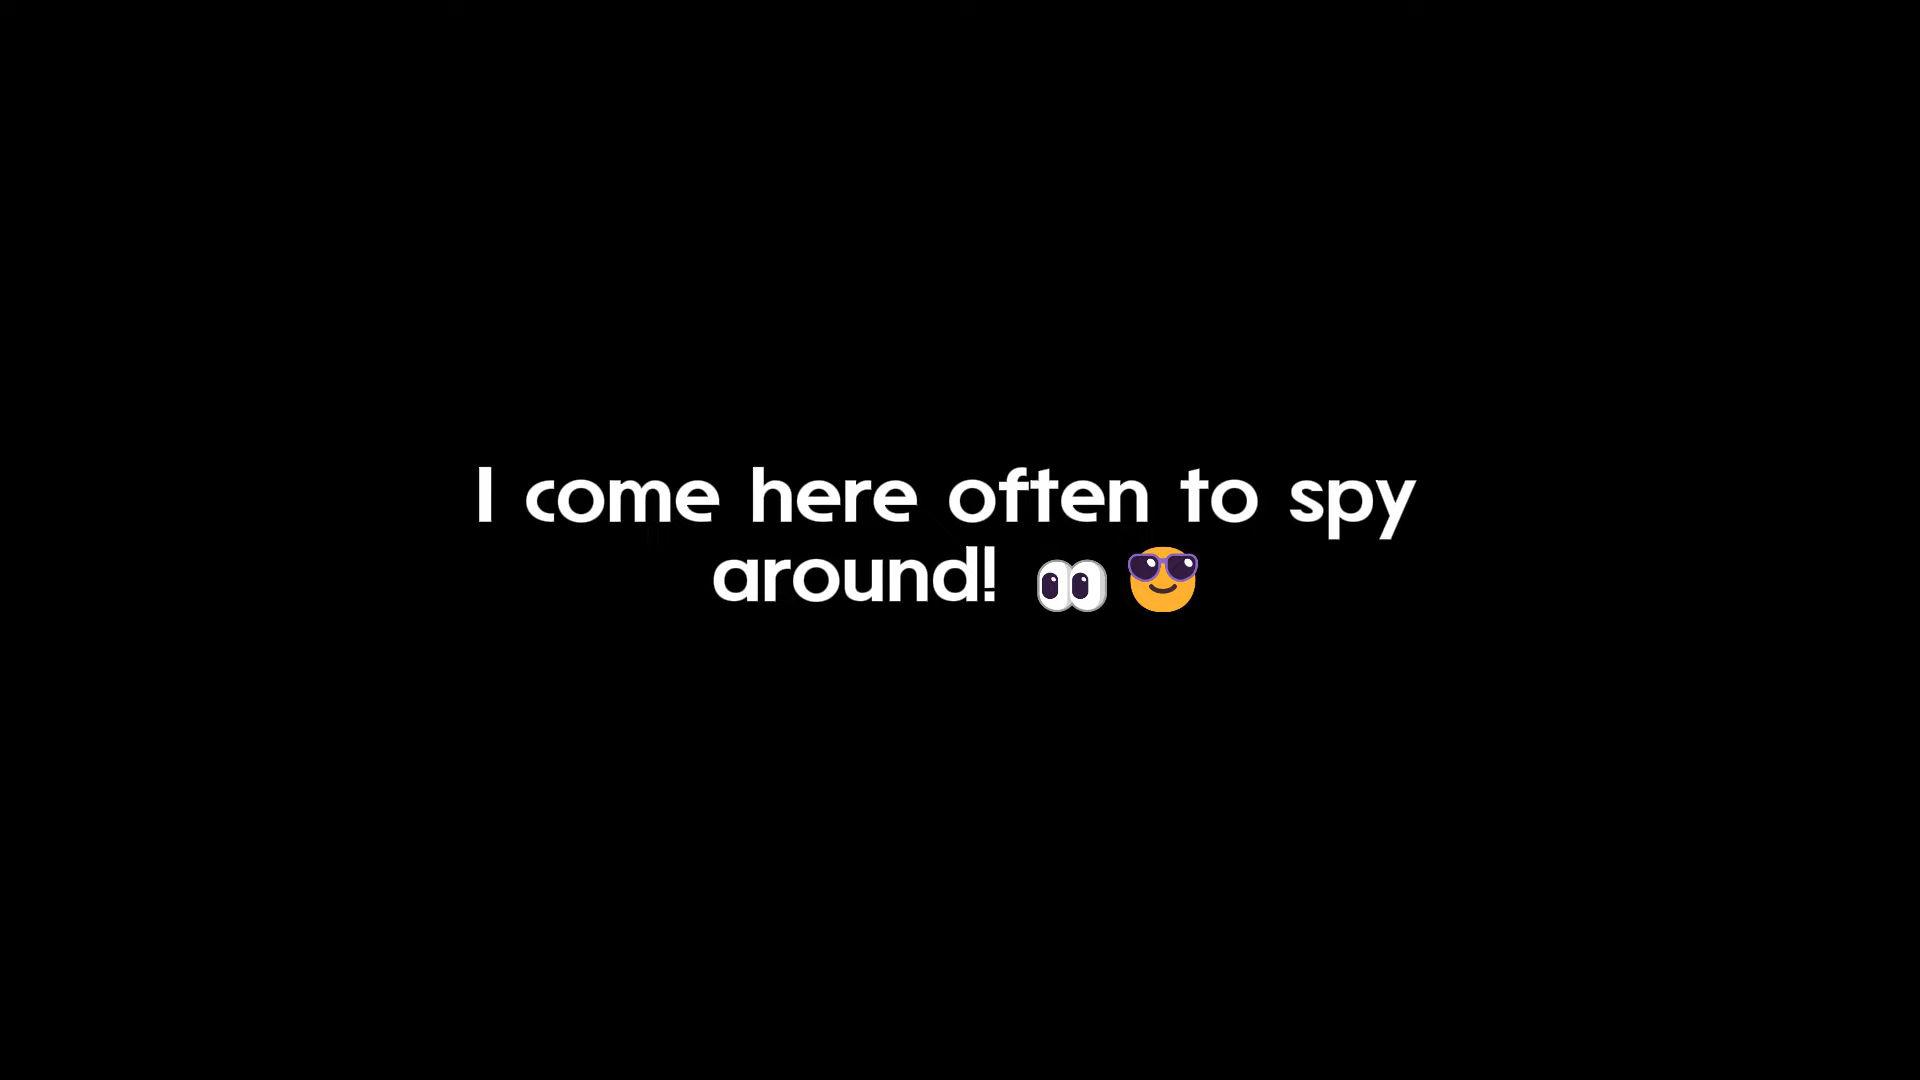 I come here often to spy
around! 👀 😎